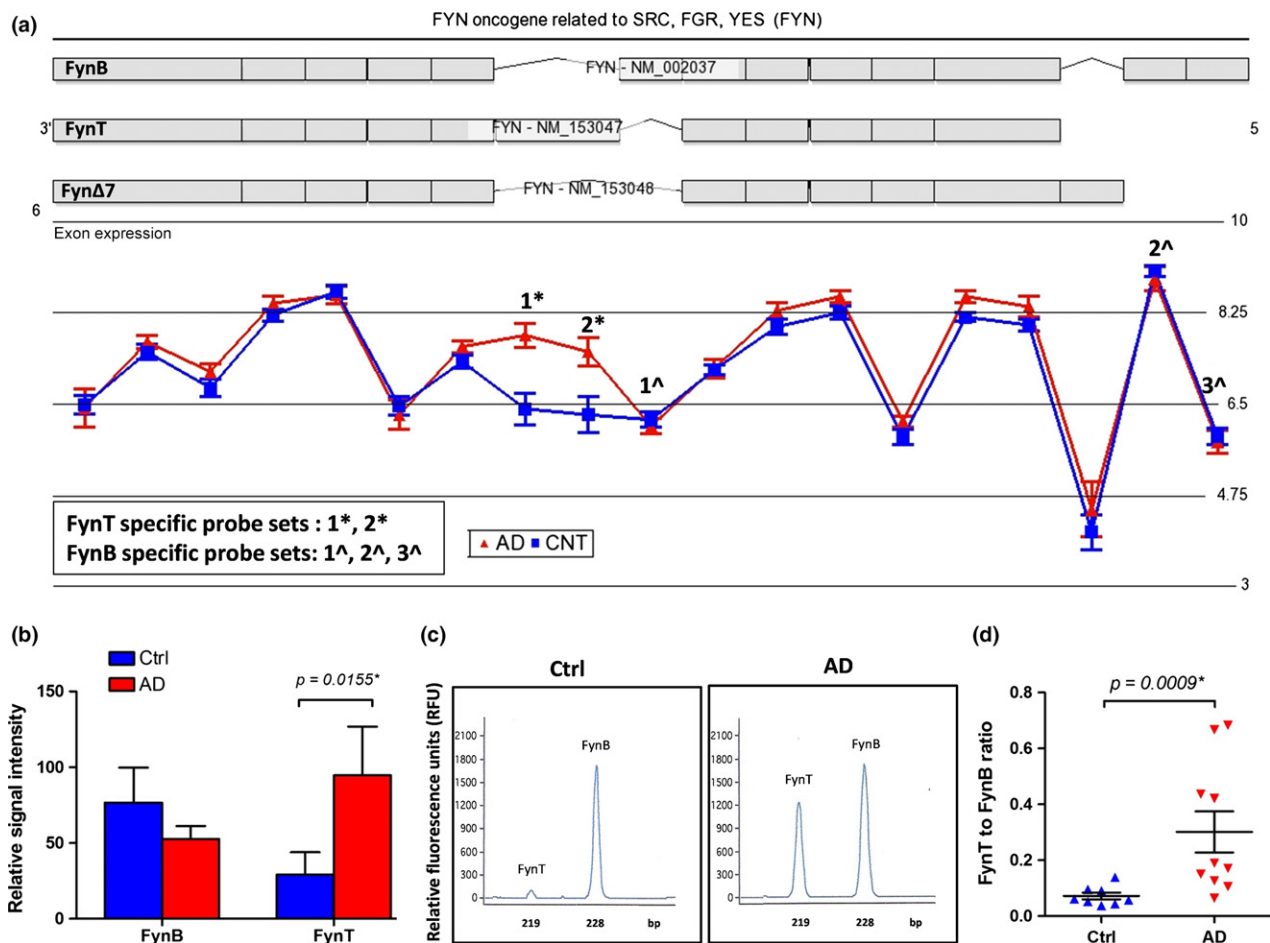 (a)
FYN oncogene related to SRC, FGR, YES (FYN)
FynB
FYN - NM_002037
3'
FynT
FYN - NM_153047
5
FynΔ7
FYN - NM_153048
6
10
Exon expression
2^
1*
8.25
2*
1^
3^
6.5
4.75
FynT specific probe sets : 1*, 2*
FynB specific probe sets: 1^, 2^, 3^
AD CNT
3
(b)
Ctrl
AD
p = 0.0155*
Relative signal intensity
150
100
50
0
FynB FynT
(c)
Ctrl AD
Relative fluorescence units (RFU)
2100
1800
1500
1200
900
600
300
0
FynB
FynT
219 228 bp
2100
1800
1500
1200
900
600
300
0
FynB
FynT
219 228 bp
(d)
p = 0.0009*
FynT to FynB ratio
0.8
0.6
0.4
0.2
0.0
Ctrl AD